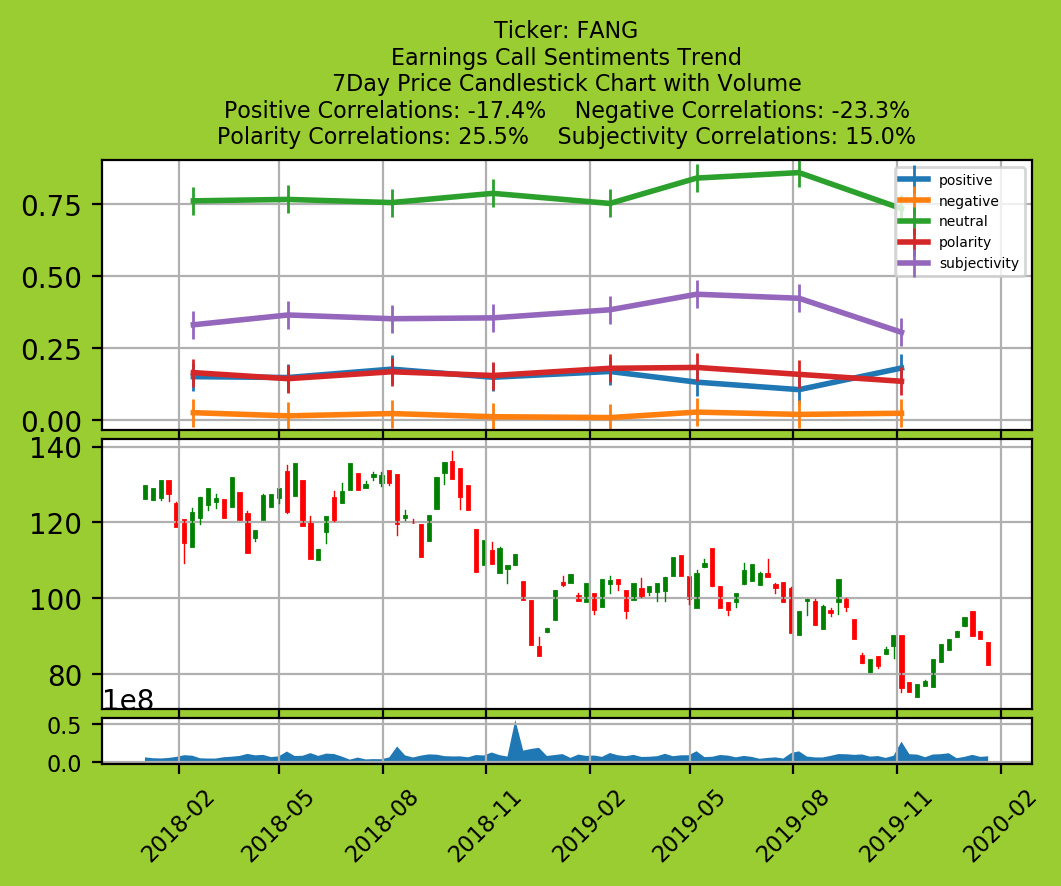 Ticker: FANG
Earnings Call Sentiments Trend
7Day Price Candlestick Chart with Volume
Positive Correlations: -17.4%    Negative Correlations: -23.3%
Polarity Correlations: 25.5%    Subjectivity Correlations: 15.0%
0.75
0.50
0.25
0.00
positive
negative
neutral
polarity
subjectivity
140
120
100
80
1e8
0.5
0.0
2018-02
2018-05
2018-08
2018-11
2019-02
2019-05
2019-08
2019-11
2020-02